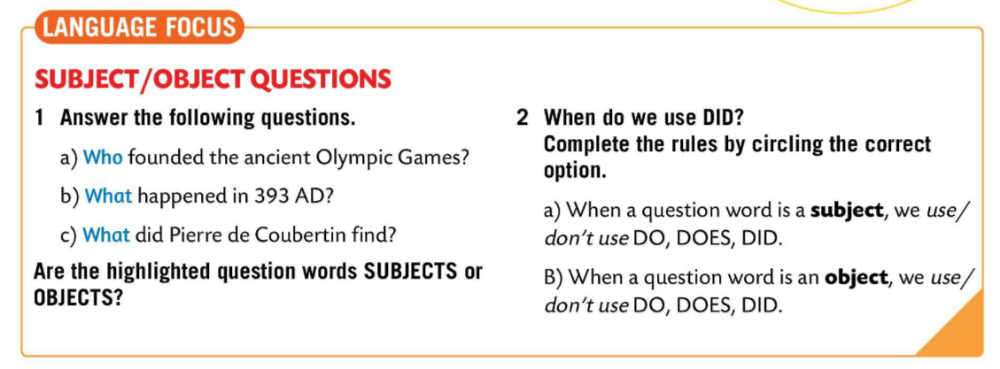 LANGUAGE FOCUS
SUBJECT/OBJECT QUESTIONS
1 Answer the following questions.
a) Who founded the ancient Olympic Games?
b) What happened in 393 AD?
c) What did Pierre de Coubertin find?
Are the highlighted question words SUBJECTS or
OBJECTS?
2 When do we use DID?
Complete the rules by circling the correct
option.
a) When a question word is a subject, we use/
don't use DO, DOES, DID.
B) When a question word is an object, we use/
don't use DO, DOES, DID.